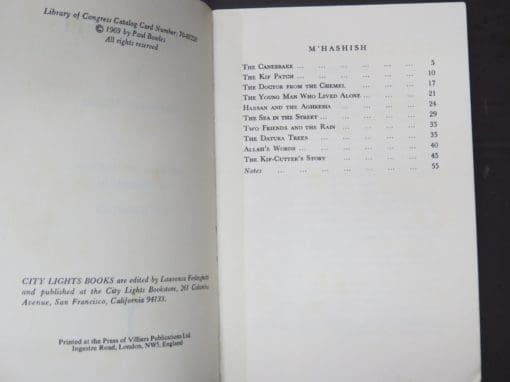 Library of Congress Catalog Card Number:
© 1969 by Paul Bowles
All rights reserved
CITY LIGHTS BOOKS are edited by Laurence
and published at the City Lights Bookstore, 261
Avenue, San Francisco, California 94133.
Printed at the Press of Villiers Publications Ltd
Ingestre Road, London, NW5, England
M'HASHISH
THE CANEBRAKE ... ... ... ... ... 5
THE KIF PATCH ... ... ... ... ... 10
THE DOCTOR FROM THE CHEMEL ... ... ... 17
THE YOUNG MAN WHO LIVED ALONE ... ... ... 21
HASSAN AND THE AGHREBIA ... ... ... 24
THE SEA IN THE STREET ... ... ... ... 29
TWO FRIENDS AND THE RAIN ... ... ... 33
THE DATURA TREES ... ... ... ... 35
ALLAH'S WORDS ... ... ... ... ... 40
THE KIF-CUTTER'S STORY ... ... ... ... 45
Notes ... ... ... ... ... ... 55